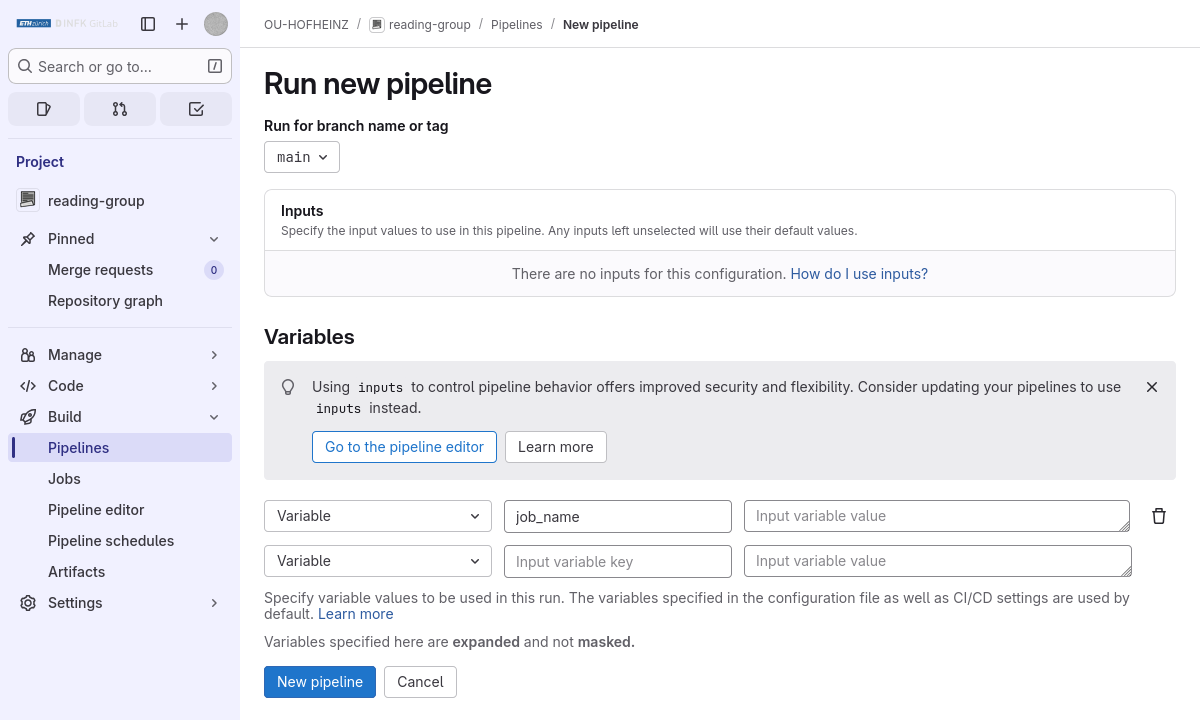 ETH zürich D INFK GitLab
OU-HOFHEINZ / reading-group / Pipelines / New pipeline
Search or go to... /
Project
reading-group
Pinned
Merge requests 0
Repository graph
Manage
Code
Build
Pipelines
Jobs
Pipeline editor
Pipeline schedules
Artifacts
Settings
Run new pipeline
Run for branch name or tag
main
Inputs
Specify the input values to use in this pipeline. Any inputs left unselected will use their default values.
There are no inputs for this configuration. How do I use inputs?
Variables
Using inputs to control pipeline behavior offers improved security and flexibility. Consider updating your pipelines to use
inputs instead.
Go to the pipeline editor Learn more
Variable job_name Input variable value
Variable Input variable key Input variable value
Specify variable values to be used in this run. The variables specified in the configuration file as well as CI/CD settings are used by
default. Learn more
Variables specified here are expanded and not masked.
New pipeline Cancel